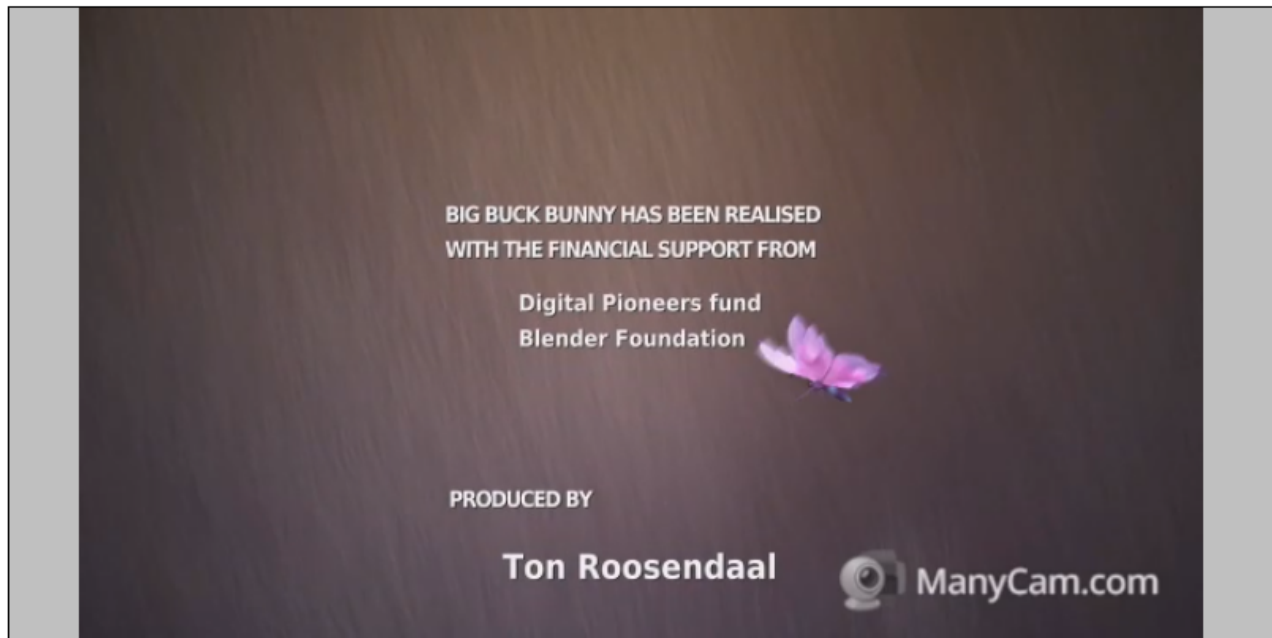 BIG BUCK BUNNY HAS BEEN REALISED
WITH THE FINANCIAL SUPPORT FROM
Digital Pioneers fund
Blender Foundation
PRODUCED BY
Ton Roosendaal
ManyCam.com